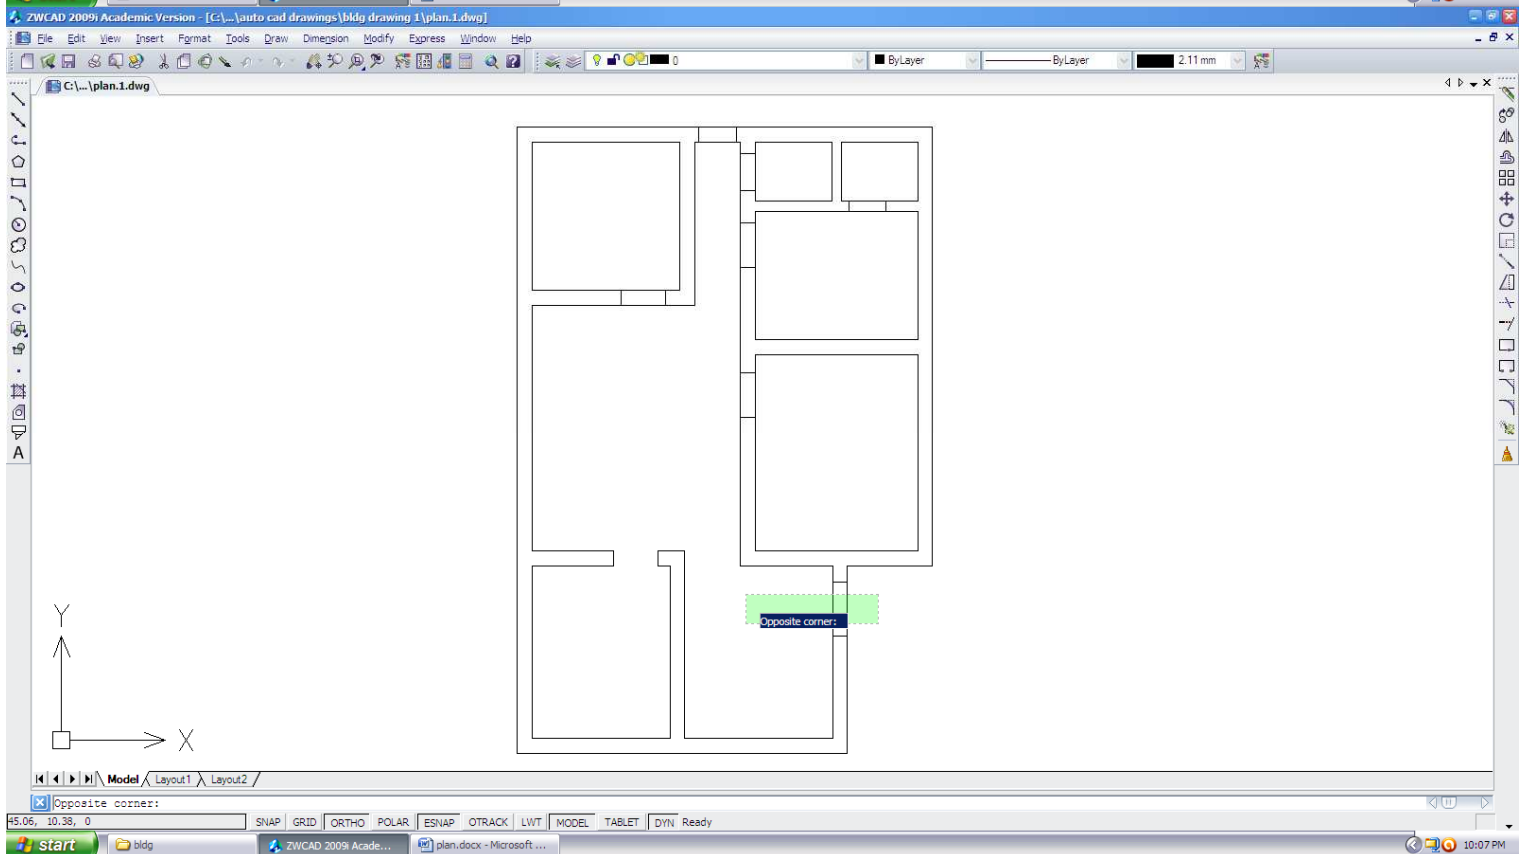 ZWCAD 2009i Academic Version - [C:\...\auto cad drawings\bldg drawing 1\plan.1.dwg]
File Edit View Insert Format Tools Draw Dimension Modify Express Window Help
0 ByLayer ByLayer 2.11 mm
C:\...\plan.1.dwg
A
Opposite corner:
Y
X
Model Layout1 Layout2
Opposite corner:
45.06, 10.38, 0 SNAP GRID ORTHO POLAR ESNAP OTRACK LWT MODEL TABLET DYN Ready
start bldg ZWCAD 2009i Acade... plan.docx - Microsoft ... 10:07 PM